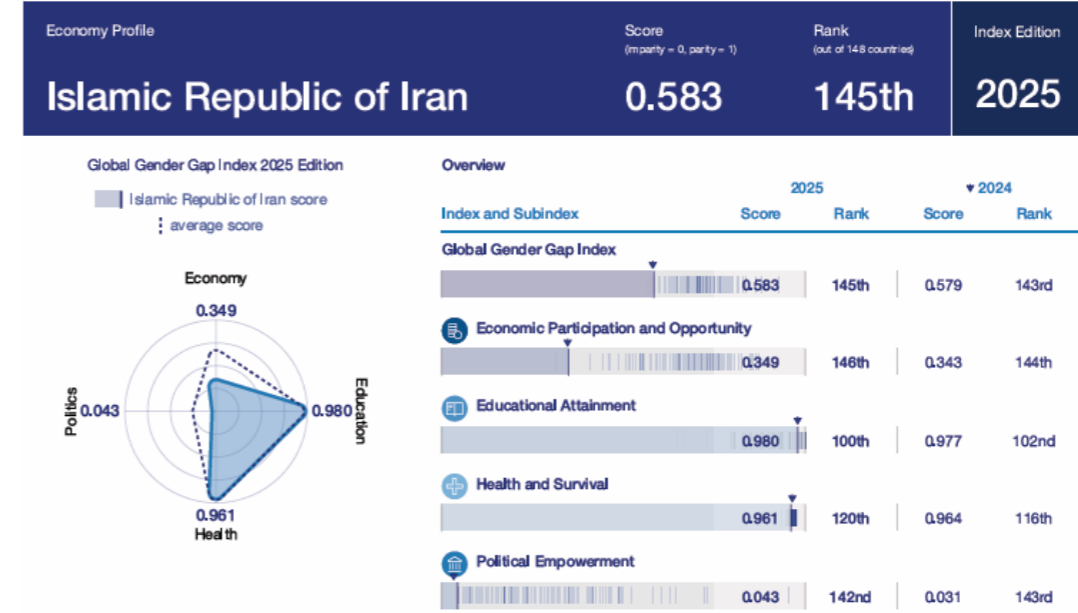 Economy Profile
Score
Rank
Index Edition
(imparity = 0, parity = 1)
(out of 148 countries)
Islamic Republic of Iran
0.583
145th
2025
Global Gender Gap Index 2025 Edition
Islamic Republic of Iran score
average score
Economy
0.349
Politics
0.043
0.980
Education
0.961
Health
Overview
2025
2024
Index and Subindex Score Rank Score Rank
Global Gender Gap Index
0.583 145th 0.579 143rd
Economic Participation and Opportunity
0.349 146th 0.343 144th
Educational Attainment
0.980 100th 0.977 102nd
Health and Survival
0.961 120th 0.964 116th
Political Empowerment
0.043 142nd 0.031 143rd